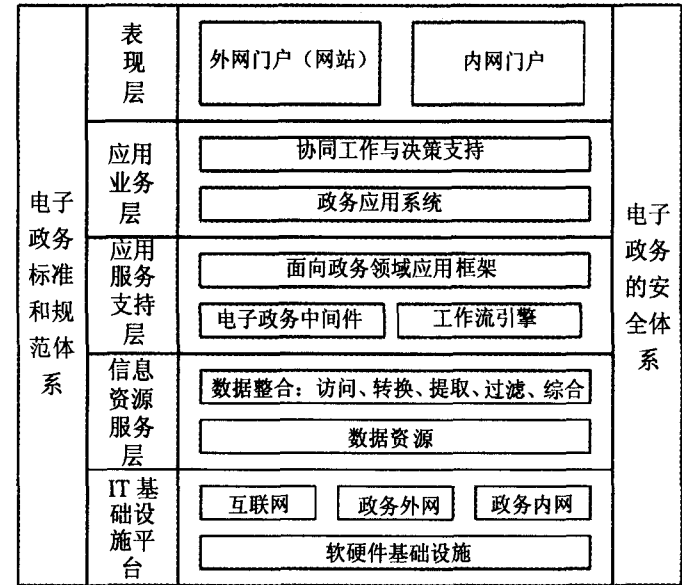 电子
政务
标准
和规
范体
系
表
现
层
外网门户（网站）
内网门户
应用
业务
层
协同工作与决策支持
政务应用系统
应用
服务
支持
层
面向政务领域应用框架
电子政务中间件
工作流引擎
信息
资源
服务
层
数据整合：访问、转换、提取、过滤、综合
数据资源
IT 基
础设
施平
台
互联网
政务外网
政务内网
软硬件基础设施
电子
政务
的安
全体
系